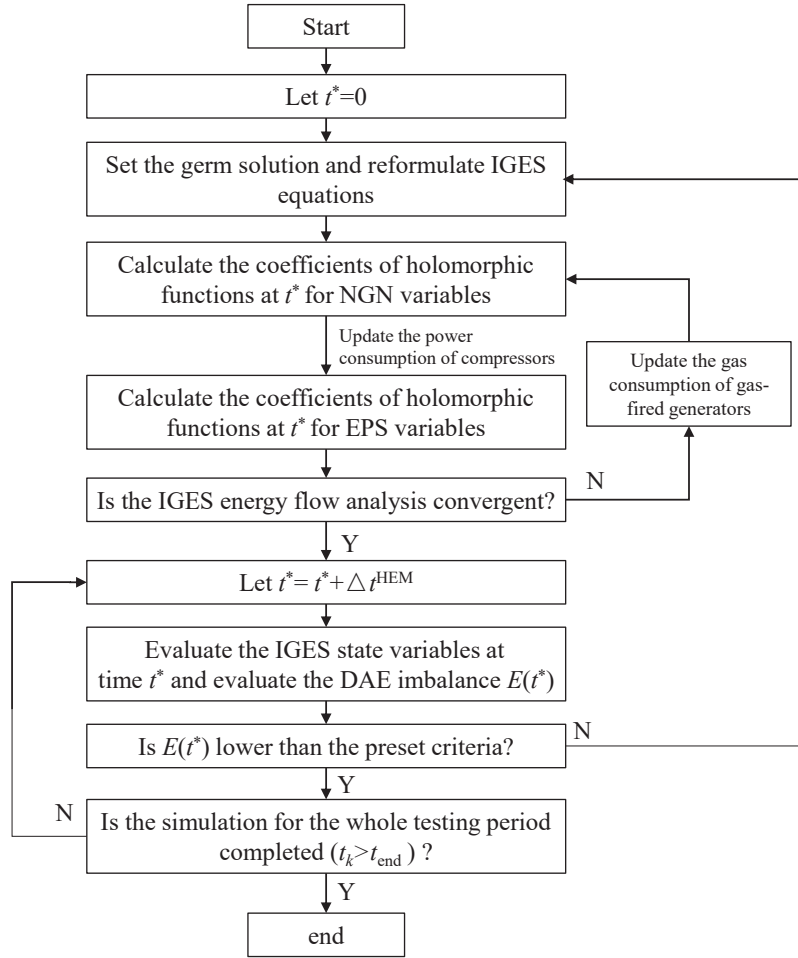 Start
Let t*=0
Set the germ solution and reformulate IGES
equations
Calculate the coefficients of holomorphic
functions at t* for NGN variables
Update the power
consumption of compressors
Update the gas
consumption of gas-
fired generators
Calculate the coefficients of holomorphic
functions at t* for EPS variables
Is the IGES energy flow analysis convergent?
N
Y
Let t*= t*+△t^HEM
Evaluate the IGES state variables at
time t* and evaluate the DAE imbalance E(t*)
Is E(t*) lower than the preset criteria?
N
Y
N
Is the simulation for the whole testing period
completed (t_k>t_end) ?
Y
end